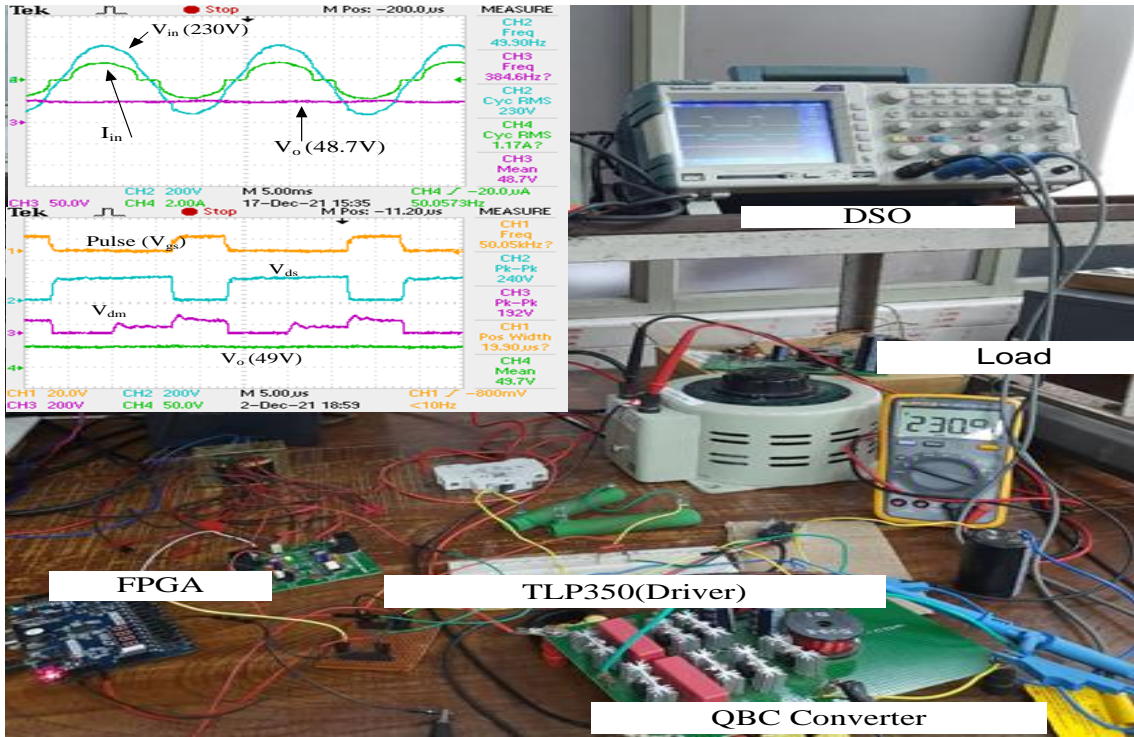 Tek Stop M Pos: -200.0us MEASURE
V_in (230V)
I_in
V_o (48.7V)
3
CH2
Freq
49.90Hz
CH3
Freq
384.6Hz?
CH2
Cyc RMS
230V
CH4
Cyc RMS
1.17A?
CH3
Mean
48.7V
CH2 200V M 5.00ms CH4 -20.0uA
CH3 50.0V CH4 2.00A 17-Dec-21 15:35 50.0573Hz
Tek Stop M Pos: -11.20us MEASURE
Pulse (V_gs)
V_ds
V_dm
V_o (49V)
1
2
3
4
CH1
Freq
50.05kHz?
CH2
Pk-Pk
240V
CH3
Pk-Pk
192V
CH1
Pos Width
19.90us?
CH4
Mean
49.7V
CH1 20.0V CH2 200V M 5.00us CH1 -800mV
CH3 200V CH4 50.0V 2-Dec-21 18:59 <10Hz
DSO
Load
230.9
FPGA
TLP350(Driver)
QBC Converter